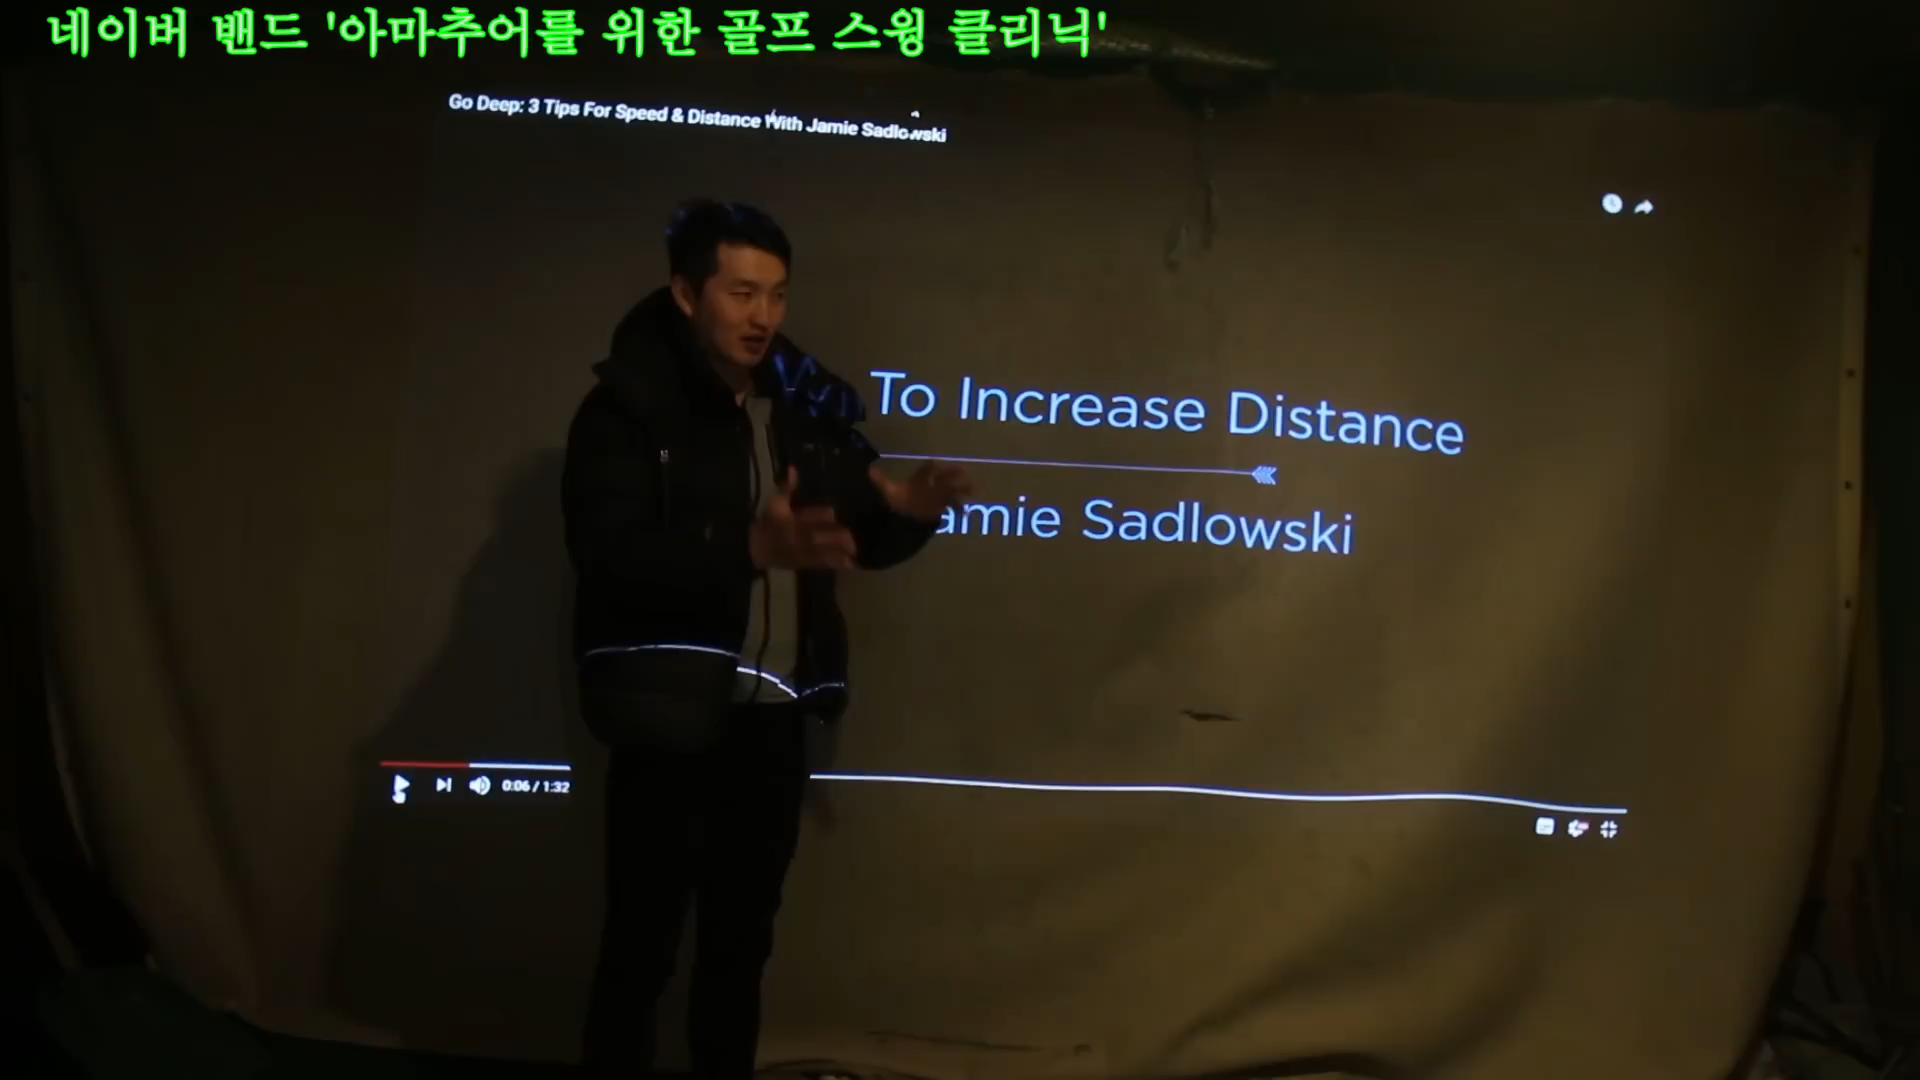 네이버 밴드 '아마추어를 위한 골프 스윙 클리닉'
Go Deep: 3 Tips For Speed & Distance With Jamie Sadlowski
To Increase Distance
amie Sadlowski
0:06 / 1:32